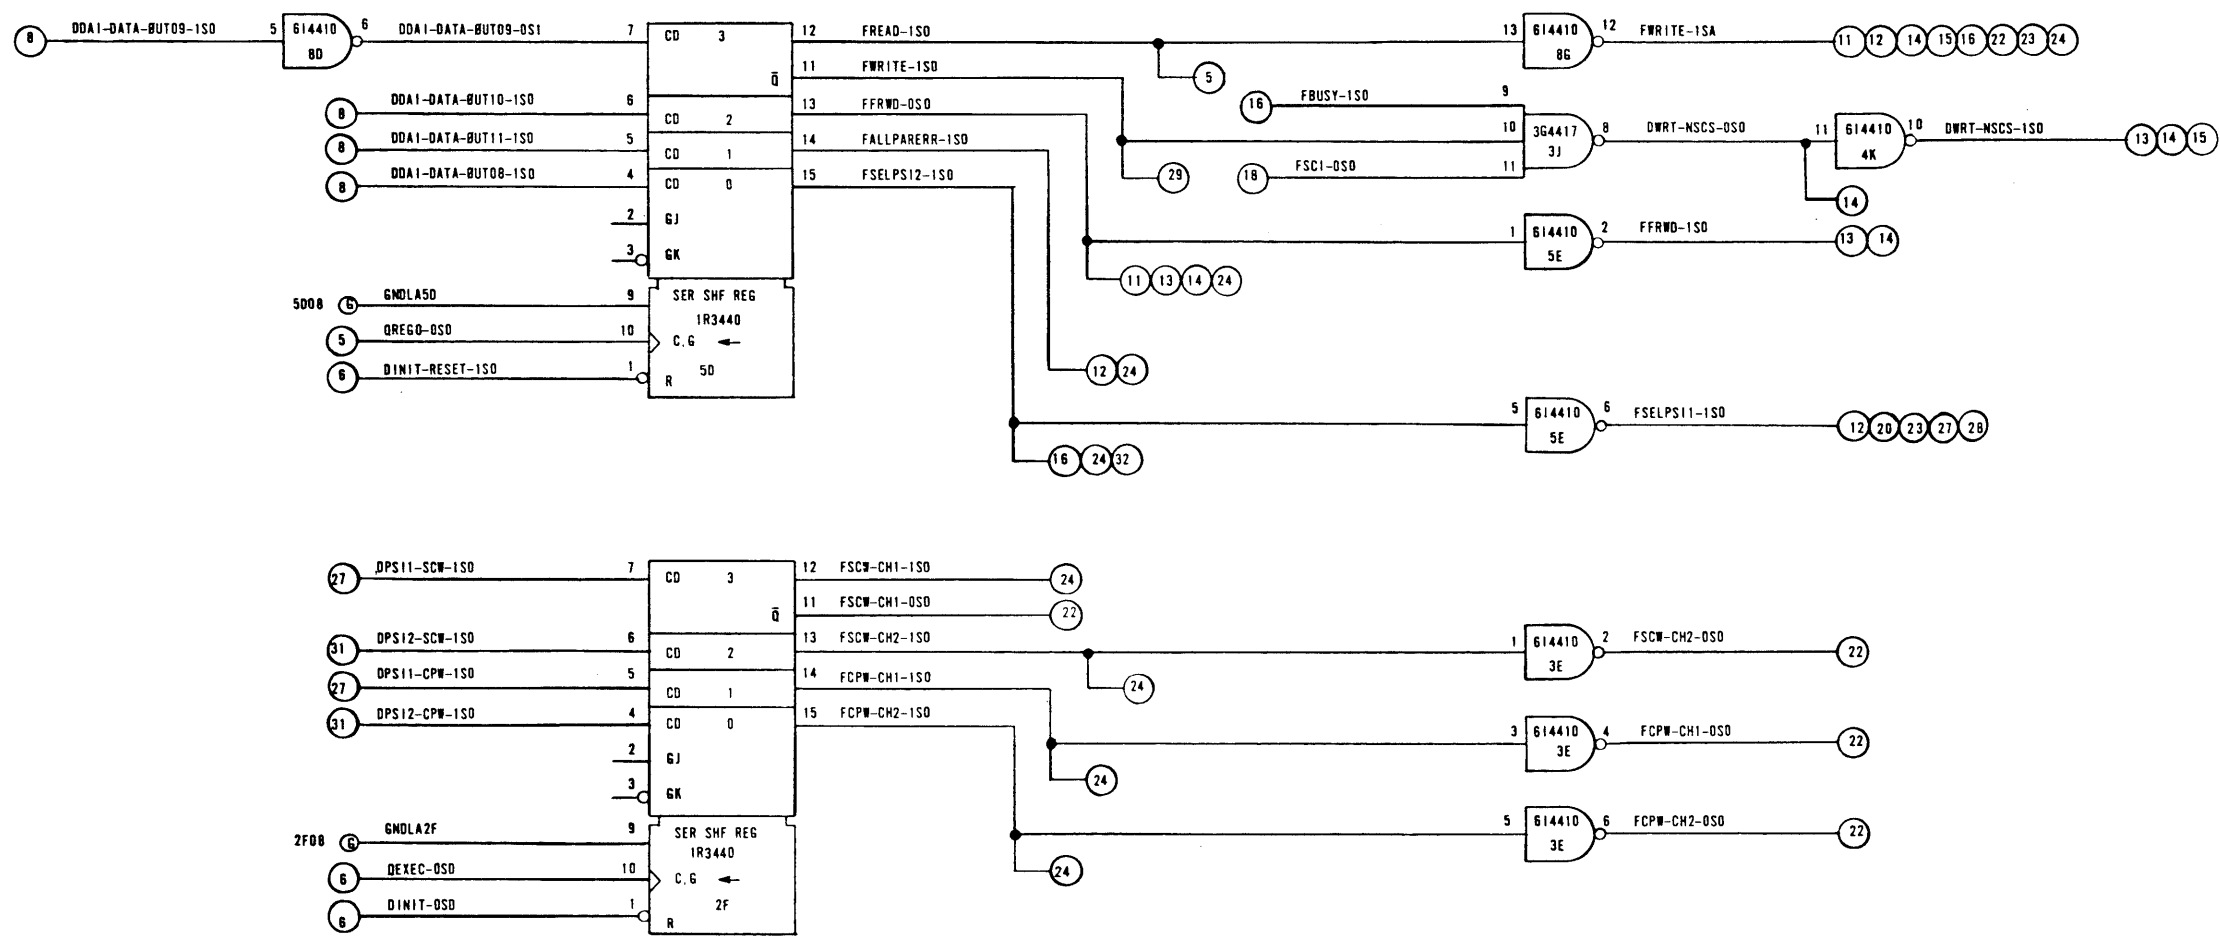 8 DDA1-DATA-ØUT09-1S0 5 614410 8D 6 DDA1-DATA-ØUT09-0S1 7 CD 3 12 FREAD-1S0 13 614410 8G 12 FWRITE-1SA 11 12 14 15 16 22 23 24
Q̄ 11 FWRITE-1S0 5
8 DDA1-DATA-ØUT10-1S0 6 CD 2 13 FFRWD-0S0 16 FBUSY-1S0 9
8 DDA1-DATA-ØUT11-1S0 5 CD 1 14 FALLPARERR-1S0 10 3G4417 3J 8 DWRT-NSCS-0S0 11 614410 4K 10 DWRT-NSCS-1S0 13 14 15
8 DDA1-DATA-ØUT08-1S0 4 CD 0 15 FSELPS12-1S0 29 18 FSC1-0S0 11
14
2 GJ
3 GK
1 614410 5E 2 FFRWD-1S0 13 14
11 13 14 24
5D08 G GNDLA5D 9 SER SHF REG
1R3440
5 QREG0-0S0 10 C,G
6 DINIT-RESET-1S0 1 R 5D
12 24
5 614410 5E 6 FSELPS11-1S0 12 20 23 27 28
16 24 32
27 DPS11-SCW-1S0 7 CD 3 12 FSCW-CH1-1S0 24
Q̄ 11 FSCW-CH1-0S0 22
31 DPS12-SCW-1S0 6 CD 2 13 FSCW-CH2-1S0 1 614410 3E 2 FSCW-CH2-0S0 22
24
27 DPS11-CPW-1S0 5 CD 1 14 FCPW-CH1-1S0
31 DPS12-CPW-1S0 4 CD 0 15 FCPW-CH2-1S0
2 GJ
3 614410 3E 4 FCPW-CH1-0S0 22
3 GK
24
2F08 G GNDLA2F 9 SER SHF REG
1R3440
5 614410 3E 6 FCPW-CH2-0S0 22
6 QEXEC-0S0 10 C,G
24
6 DINIT-0S0 1 R 2F